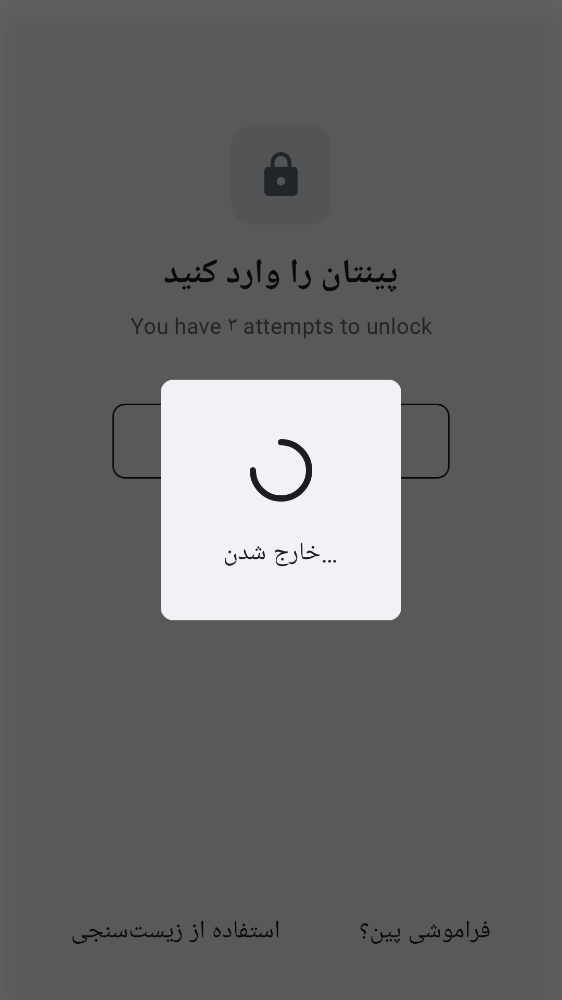 پینتان را وارد کنید
You have ۳ attempts to unlock
خارج شدن...
فراموشی پین؟
استفاده از زیست‌سنجی